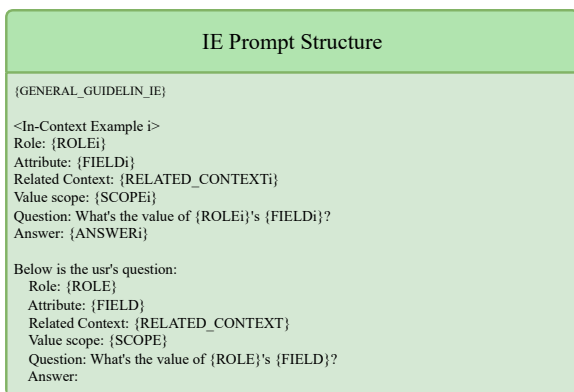 IE Prompt Structure
{GENERAL_GUIDELIN_IE}
<In-Context Example i>
Role: {ROLEi}
Attribute: {FIELDi}
Related Context: {RELATED_CONTEXTi}
Value scope: {SCOPEi}
Question: What's the value of {ROLEi}'s {FIELDi}?
Answer: {ANSWERi}
Below is the usr's question:
Role: {ROLE}
Attribute: {FIELD}
Related Context: {RELATED_CONTEXT}
Value scope: {SCOPE}
Question: What's the value of {ROLE}'s {FIELD}?
Answer: